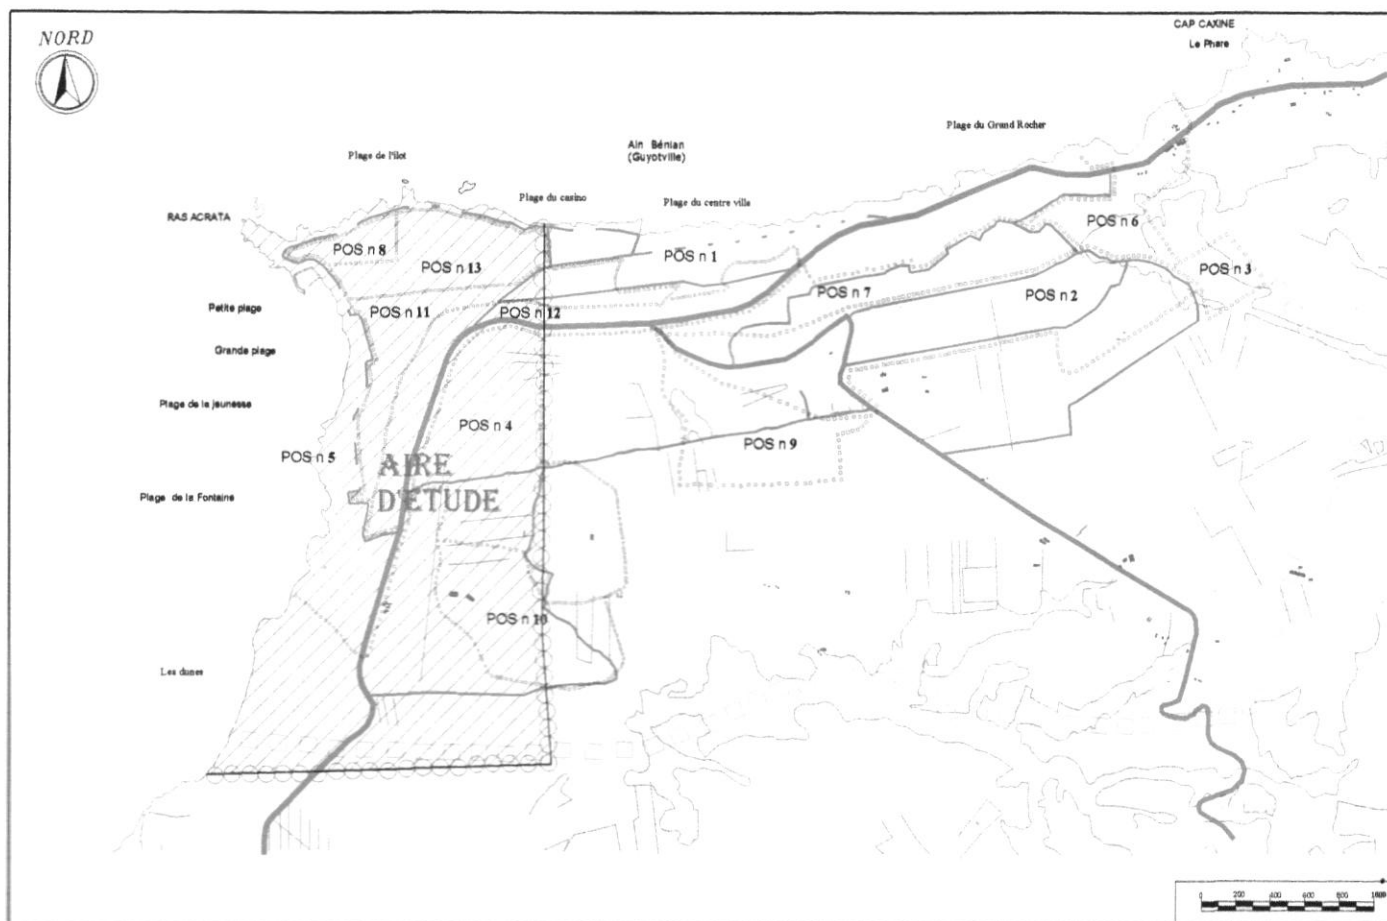 CAP CAXINE
Le Phare
NORD
Plage du Grand Rocher
Ain Bénian
(Guyotville)
Plage de l'îlot
Plage du casino
Plage du centre ville
RAS ACRATA
POS n 6
POS n 8
POS n 1
POS n 13
POS n 3
POS n 7
POS n 2
Petite plage
POS n 11
POS n 12
Grande plage
Plage de la jeunesse
POS n 4
POS n 9
POS n 5
AIRE
D'ETUDE
Plage de la Fontaine
POS n 10
Les dunes
0 200 400 600 800 1000